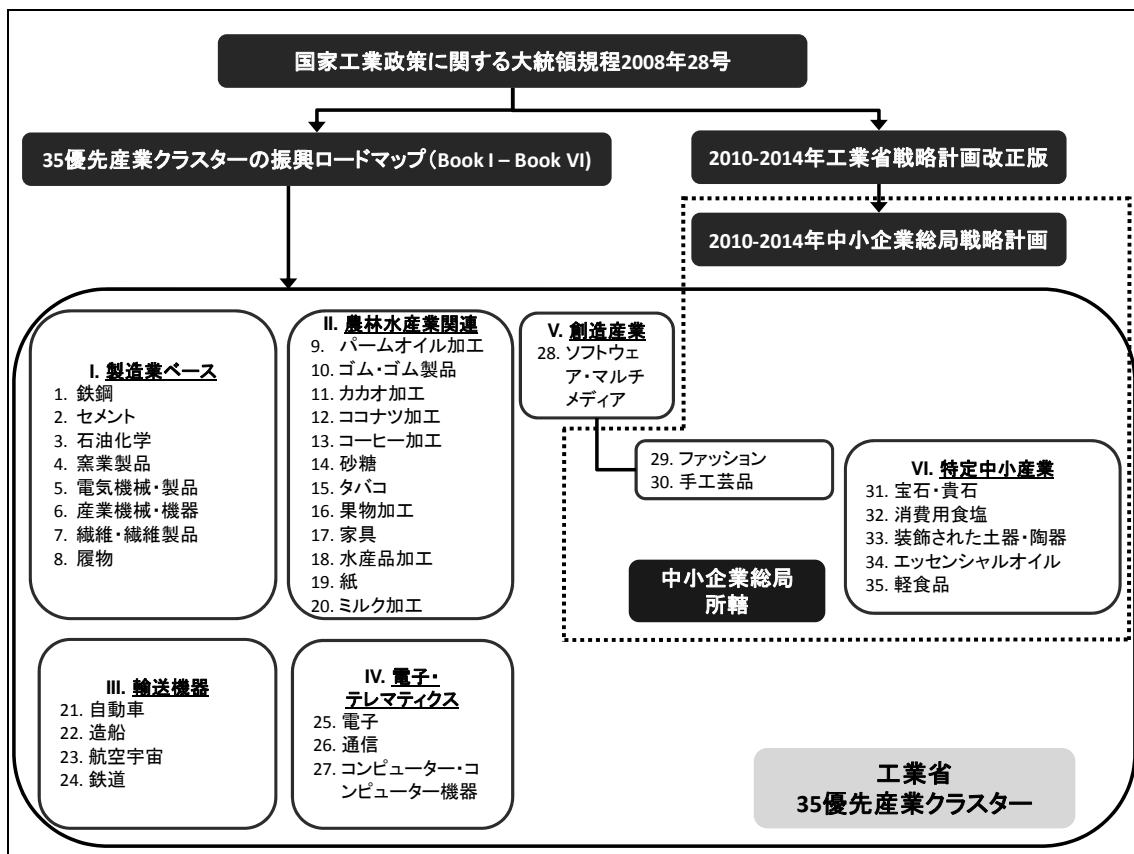 国家工業政策に関する大統領規程2008年28号
35優先産業クラスターの振興ロードマップ(Book I – Book VI)
2010-2014年工業省戦略計画改正版
2010-2014年中小企業総局戦略計画
I. 製造業ベース
1. 鉄鋼
2. セメント
3. 石油化学
4. 窯業製品
5. 電気機械・製品
6. 産業機械・機器
7. 繊維・繊維製品
8. 履物
II. 農林水産業関連
9. パームオイル加工
10. ゴム・ゴム製品
11. カカオ加工
12. ココナツ加工
13. コーヒー加工
14. 砂糖
15. タバコ
16. 果物加工
17. 家具
18. 水産品加工
19. 紙
20. ミルク加工
V. 創造産業
28. ソフトウェ
ア・マルチ
メディア
29. ファッション
30. 手工芸品
VI. 特定中小産業
31. 宝石・貴石
32. 消費用食塩
33. 装飾された土器・陶器
34. エッセンシャルオイル
35. 軽食品
中小企業総局
所轄
III. 輸送機器
21. 自動車
22. 造船
23. 航空宇宙
24. 鉄道
IV. 電子・
テレマティクス
25. 電子
26. 通信
27. コンピューター・コ
ンピューター機器
工業省
35優先産業クラスター